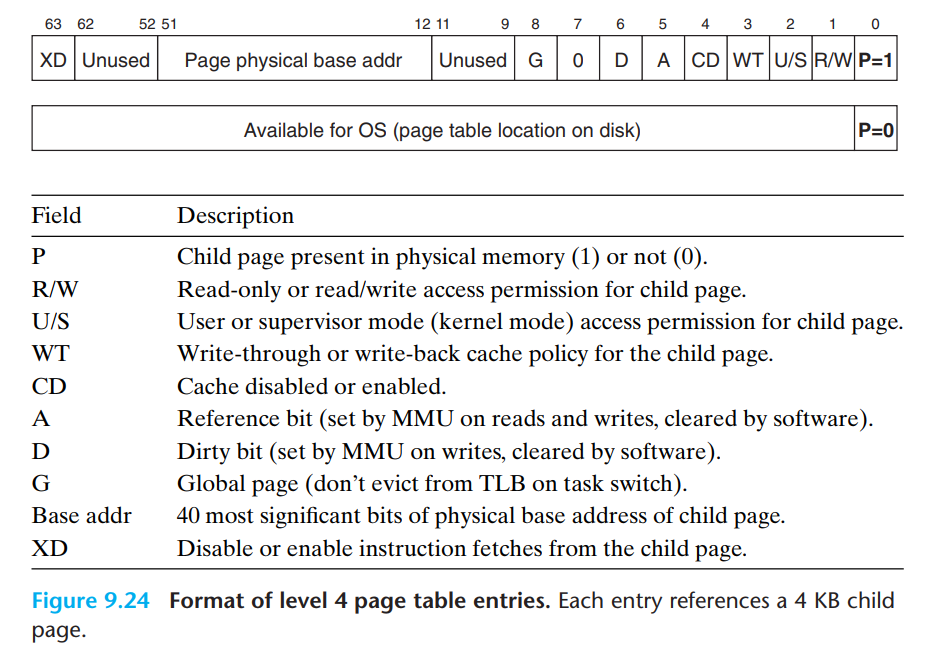 63 62 52 51 12 11 9 8 7 6 5 4 3 2 1 0
XD Unused Page physical base addr Unused G 0 D A CD WT U/S R/W P=1
Available for OS (page table location on disk) P=0
Field Description
P Child page present in physical memory (1) or not (0).
R/W Read-only or read/write access permission for child page.
U/S User or supervisor mode (kernel mode) access permission for child page.
WT Write-through or write-back cache policy for the child page.
CD Cache disabled or enabled.
A Reference bit (set by MMU on reads and writes, cleared by software).
D Dirty bit (set by MMU on writes, cleared by software).
G Global page (don’t evict from TLB on task switch).
Base addr 40 most significant bits of physical base address of child page.
XD Disable or enable instruction fetches from the child page.
Figure 9.24 Format of level 4 page table entries. Each entry references a 4 KB child
page.